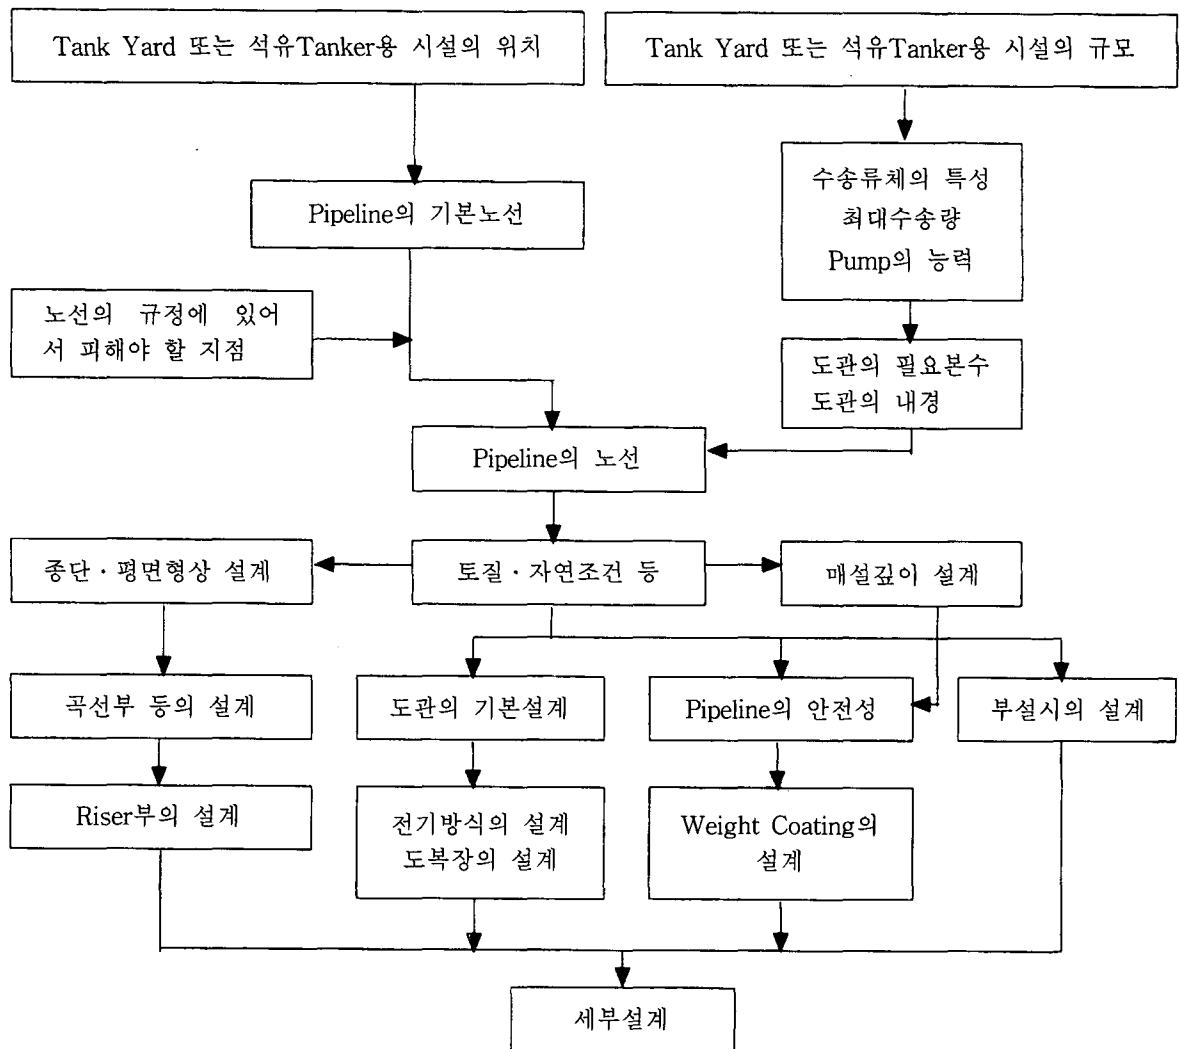 Tank Yard 또는 석유Tanker용 시설의 위치
Tank Yard 또는 석유Tanker용 시설의 규모
수송류체의 특성
최대수송량
Pump의 능력
Pipeline의 기본노선
노선의 규정에 있어
서 피해야 할 지점
도관의 필요본수
도관의 내경
Pipeline의 노선
종단·평면형상 설계
토질·자연조건 등
매설깊이 설계
곡선부 등의 설계
도관의 기본설계
Pipeline의 안전성
부설시의 설계
Riser부의 설계
전기방식의 설계
도복장의 설계
Weight Coating의
설계
세부설계